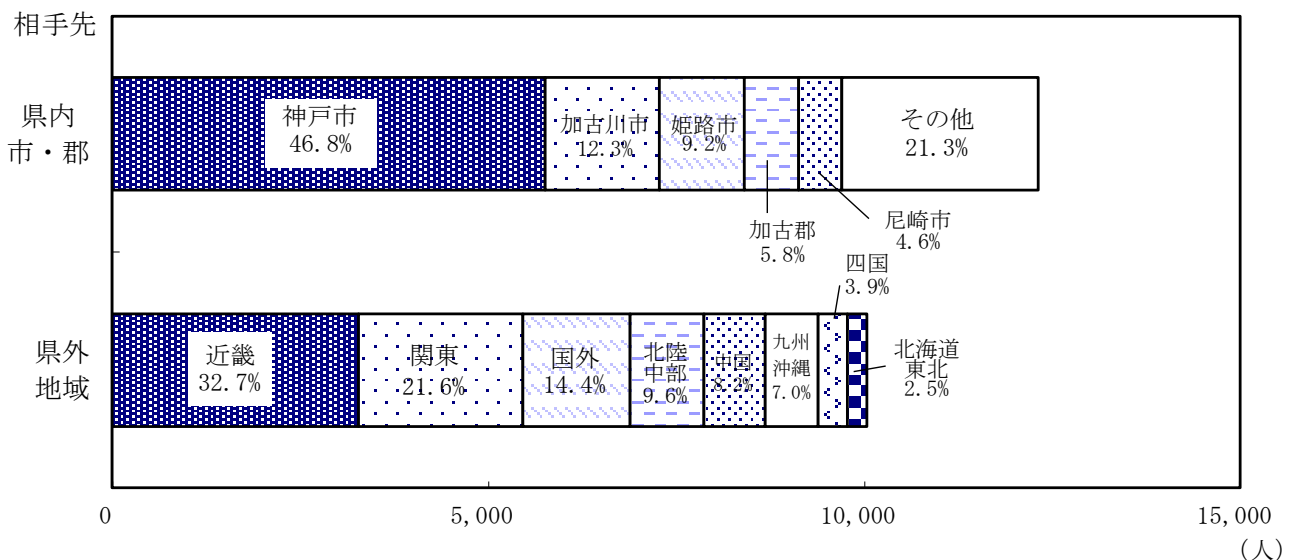 相手先
県内
市・郡
神戸市
46.8%
加古川市
12.3%
姫路市
9.2%
その他
21.3%
加古郡
5.8%
尼崎市
4.6%
四国
3.9%
県外
地域
近畿
32.7%
関東
21.6%
国外
14.4%
北陸
中部
9.6%
中国
8.2%
九州
沖縄
7.0%
北海道
東北
2.5%
0
5,000
10,000
15,000
（人）